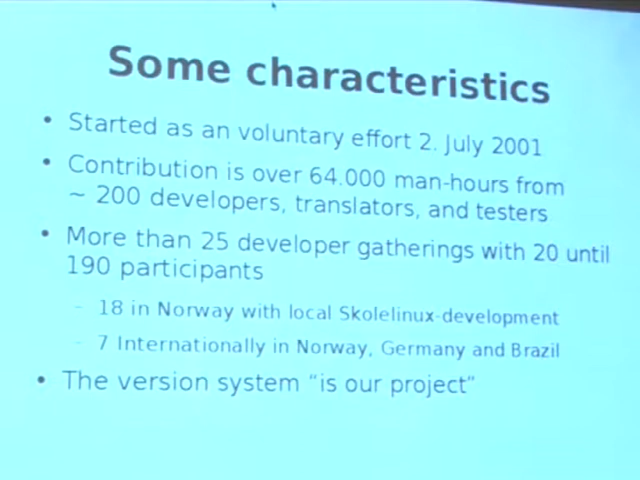 Some characteristics
• Started as an voluntary effort 2. July 2001
• Contribution is over 64.000 man-hours from
~ 200 developers, translators, and testers
• More than 25 developer gatherings with 20 until
190 participants
– 18 in Norway with local Skolelinux-development
– 7 Internationally in Norway, Germany and Brazil
• The version system “is our project”